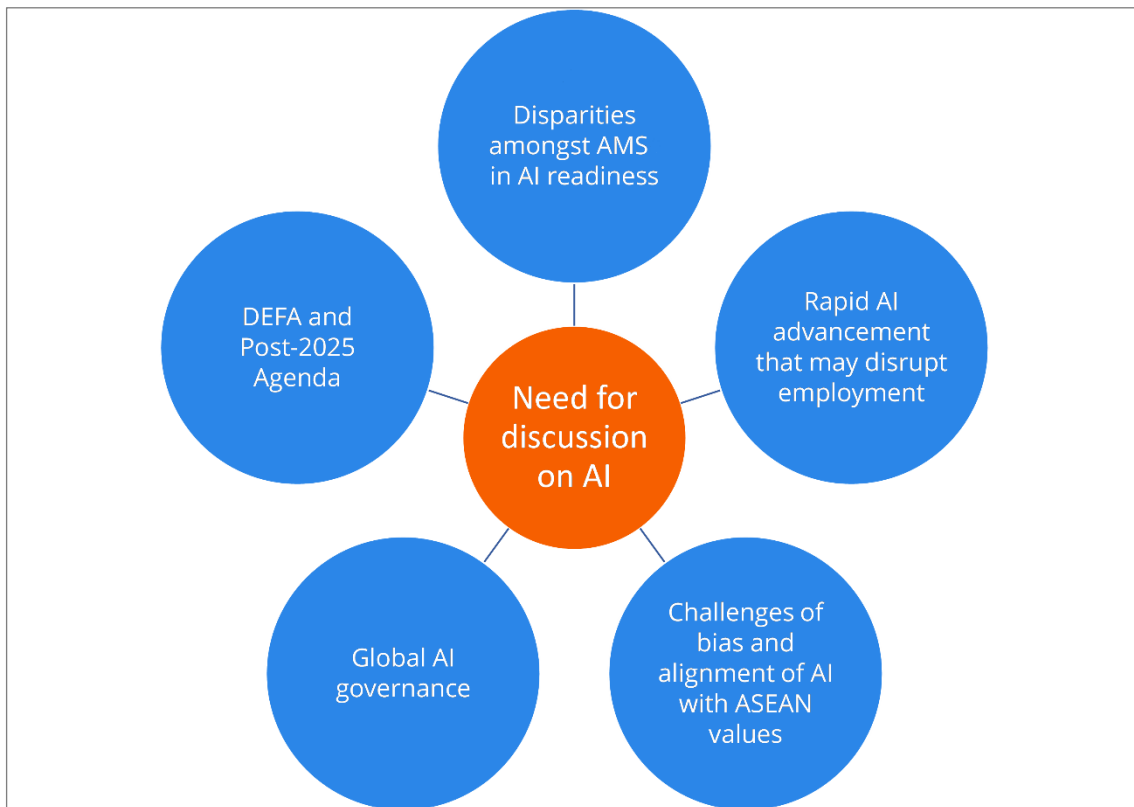 Disparities
amongst AMS
in AI readiness
Rapid AI
advancement
that may disrupt
employment
Challenges of
bias and
alignment of AI
with ASEAN
values
Global AI
governance
DEFA and
Post-2025
Agenda
Need for
discussion
on AI